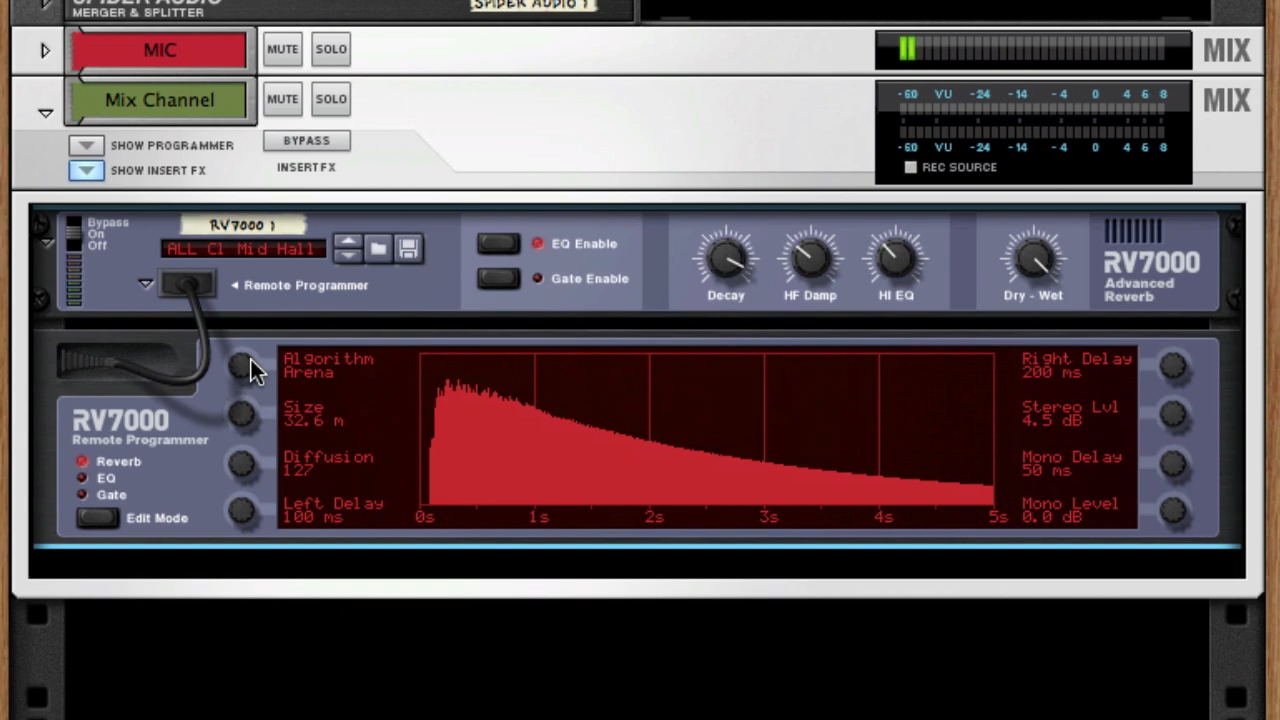 SPIDER AUDIO
MERGER & SPLITTER
SPIDER AUDIO 1
MIC
MUTE
SOLO
MIX
Mix Channel
MUTE
SOLO
-60 VU -24 -14 -4 0 4 6 8
MIX
SHOW PROGRAMMER
BYPASS
-60 VU -24 -14 -4 0 4 6 8
SHOW INSERT FX
INSERT FX
REC SOURCE
Bypass
On
Off
RV7000 1
ALL C1 Mid Hall
◄ Remote Programmer
EQ Enable
Gate Enable
Decay
HF Damp
HI EQ
Dry - Wet
RV7000
Advanced
Reverb
Algorithm
Arena
Size
32.6 m
Diffusion
127
Left Delay
100 ms
0s 1s 2s 3s 4s 5s
Right Delay
200 ms
Stereo Lvl
4.5 dB
Mono Delay
50 ms
Mono Level
0.0 dB
RV7000
Remote Programmer
Reverb
EQ
Gate
Edit Mode